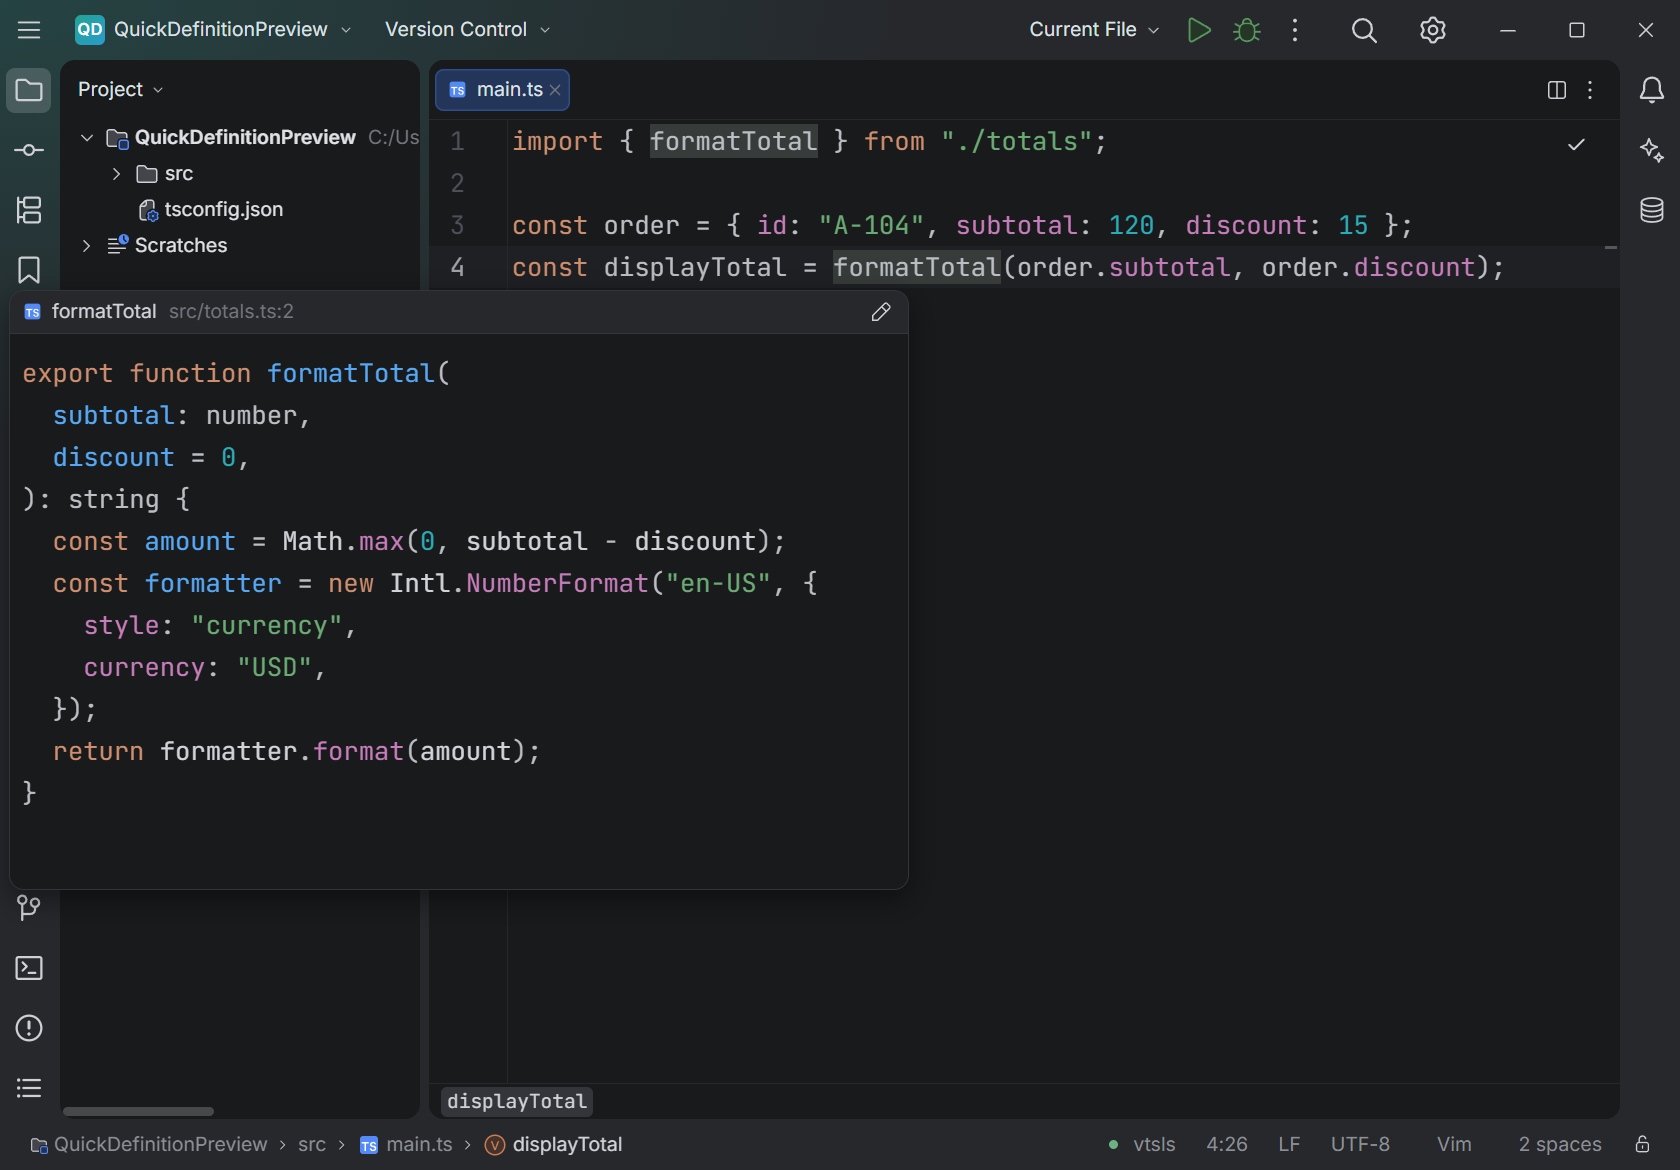 QD QuickDefinitionPreview Version Control Current File
Project
QuickDefinitionPreview C:/Us
src
tsconfig.json
Scratches
TS main.ts
1 import { formatTotal } from "./totals";
2
3 const order = { id: "A-104", subtotal: 120, discount: 15 };
4 const displayTotal = formatTotal(order.subtotal, order.discount);
TS formatTotal src/totals.ts:2
export function formatTotal(
  subtotal: number,
  discount = 0,
): string {
  const amount = Math.max(0, subtotal - discount);
  const formatter = new Intl.NumberFormat("en-US", {
    style: "currency",
    currency: "USD",
  });
  return formatter.format(amount);
}
displayTotal
QuickDefinitionPreview › src › TS main.ts › V displayTotal vtsls 4:26 LF UTF-8 Vim 2 spaces